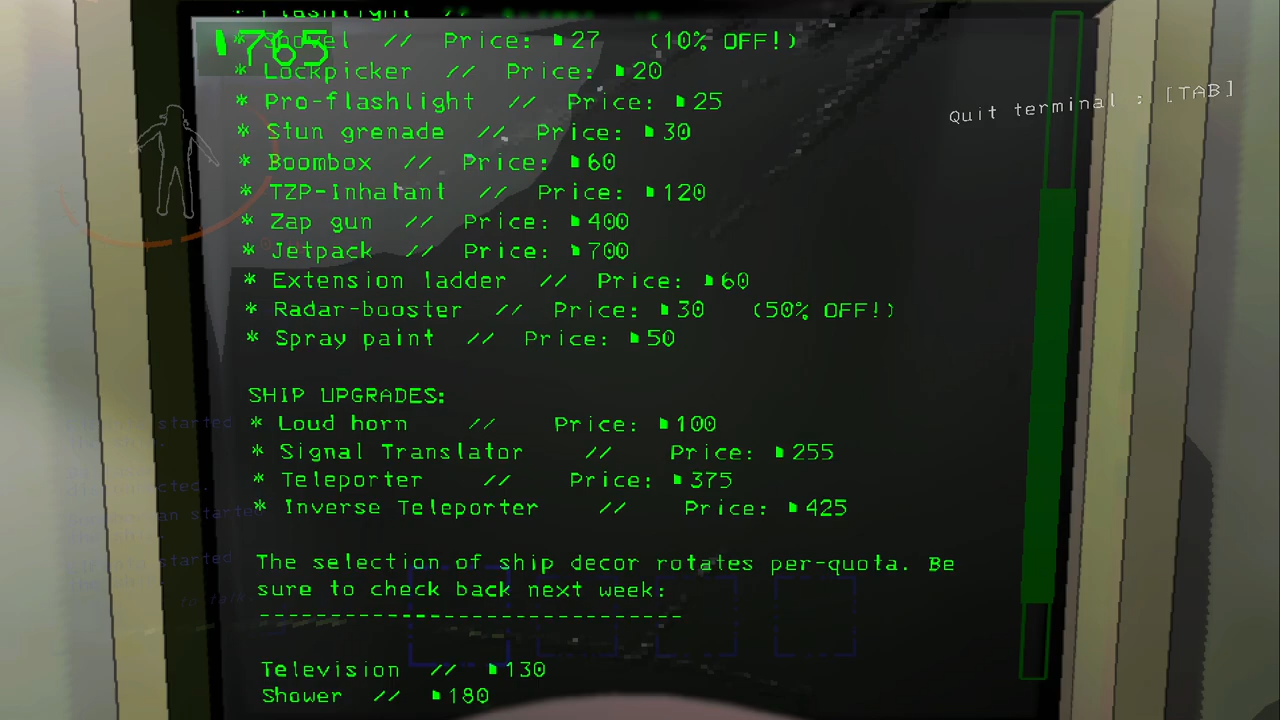 * Flashlight //
▮765
* Shovel // Price: ▮27 (10% OFF!)
* Lockpicker // Price: ▮20
* Pro-flashlight // Price: ▮25
Quit terminal : [TAB]
* Stun grenade // Price: ▮30
* Boombox // Price: ▮60
* TZP-Inhalant // Price: ▮120
* Zap gun // Price: ▮400
* Jetpack // Price: ▮700
* Extension ladder // Price: ▮60
* Radar-booster // Price: ▮30 (50% OFF!)
* Spray paint // Price: ▮50
SHIP UPGRADES:
* Loud horn // Price: ▮100
* Signal Translator // Price: ▮255
* Teleporter // Price: ▮375
* Inverse Teleporter // Price: ▮425
The selection of ship decor rotates per-quota. Be
sure to check back next week:
------------------------------
Television // ▮130
Shower // ▮180
started
started
started